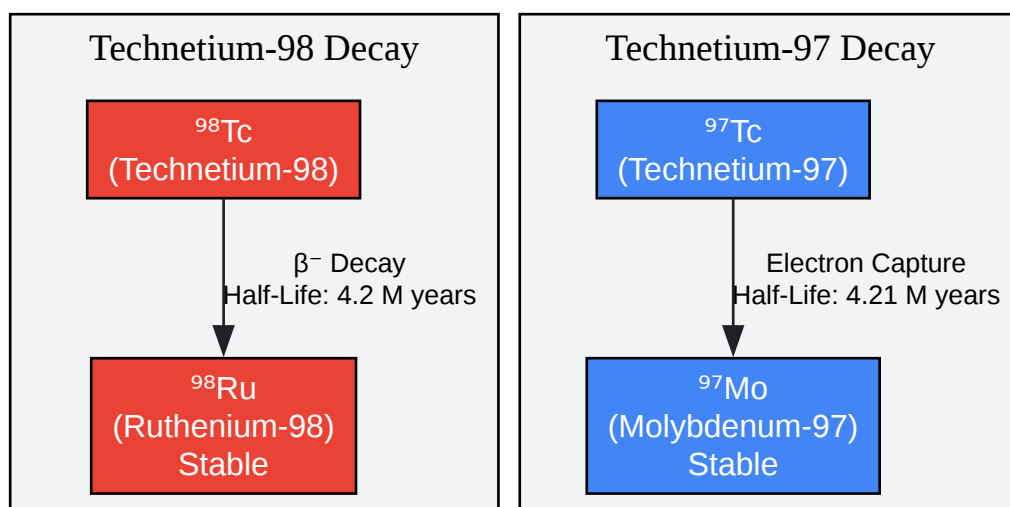 Technetium-98 Decay
⁹⁸Tc
(Technetium-98)
β⁻ Decay
Half-Life: 4.2 M years
⁹⁸Ru
(Ruthenium-98)
Stable
Technetium-97 Decay
⁹⁷Tc
(Technetium-97)
Electron Capture
Half-Life: 4.21 M years
⁹⁷Mo
(Molybdenum-97)
Stable